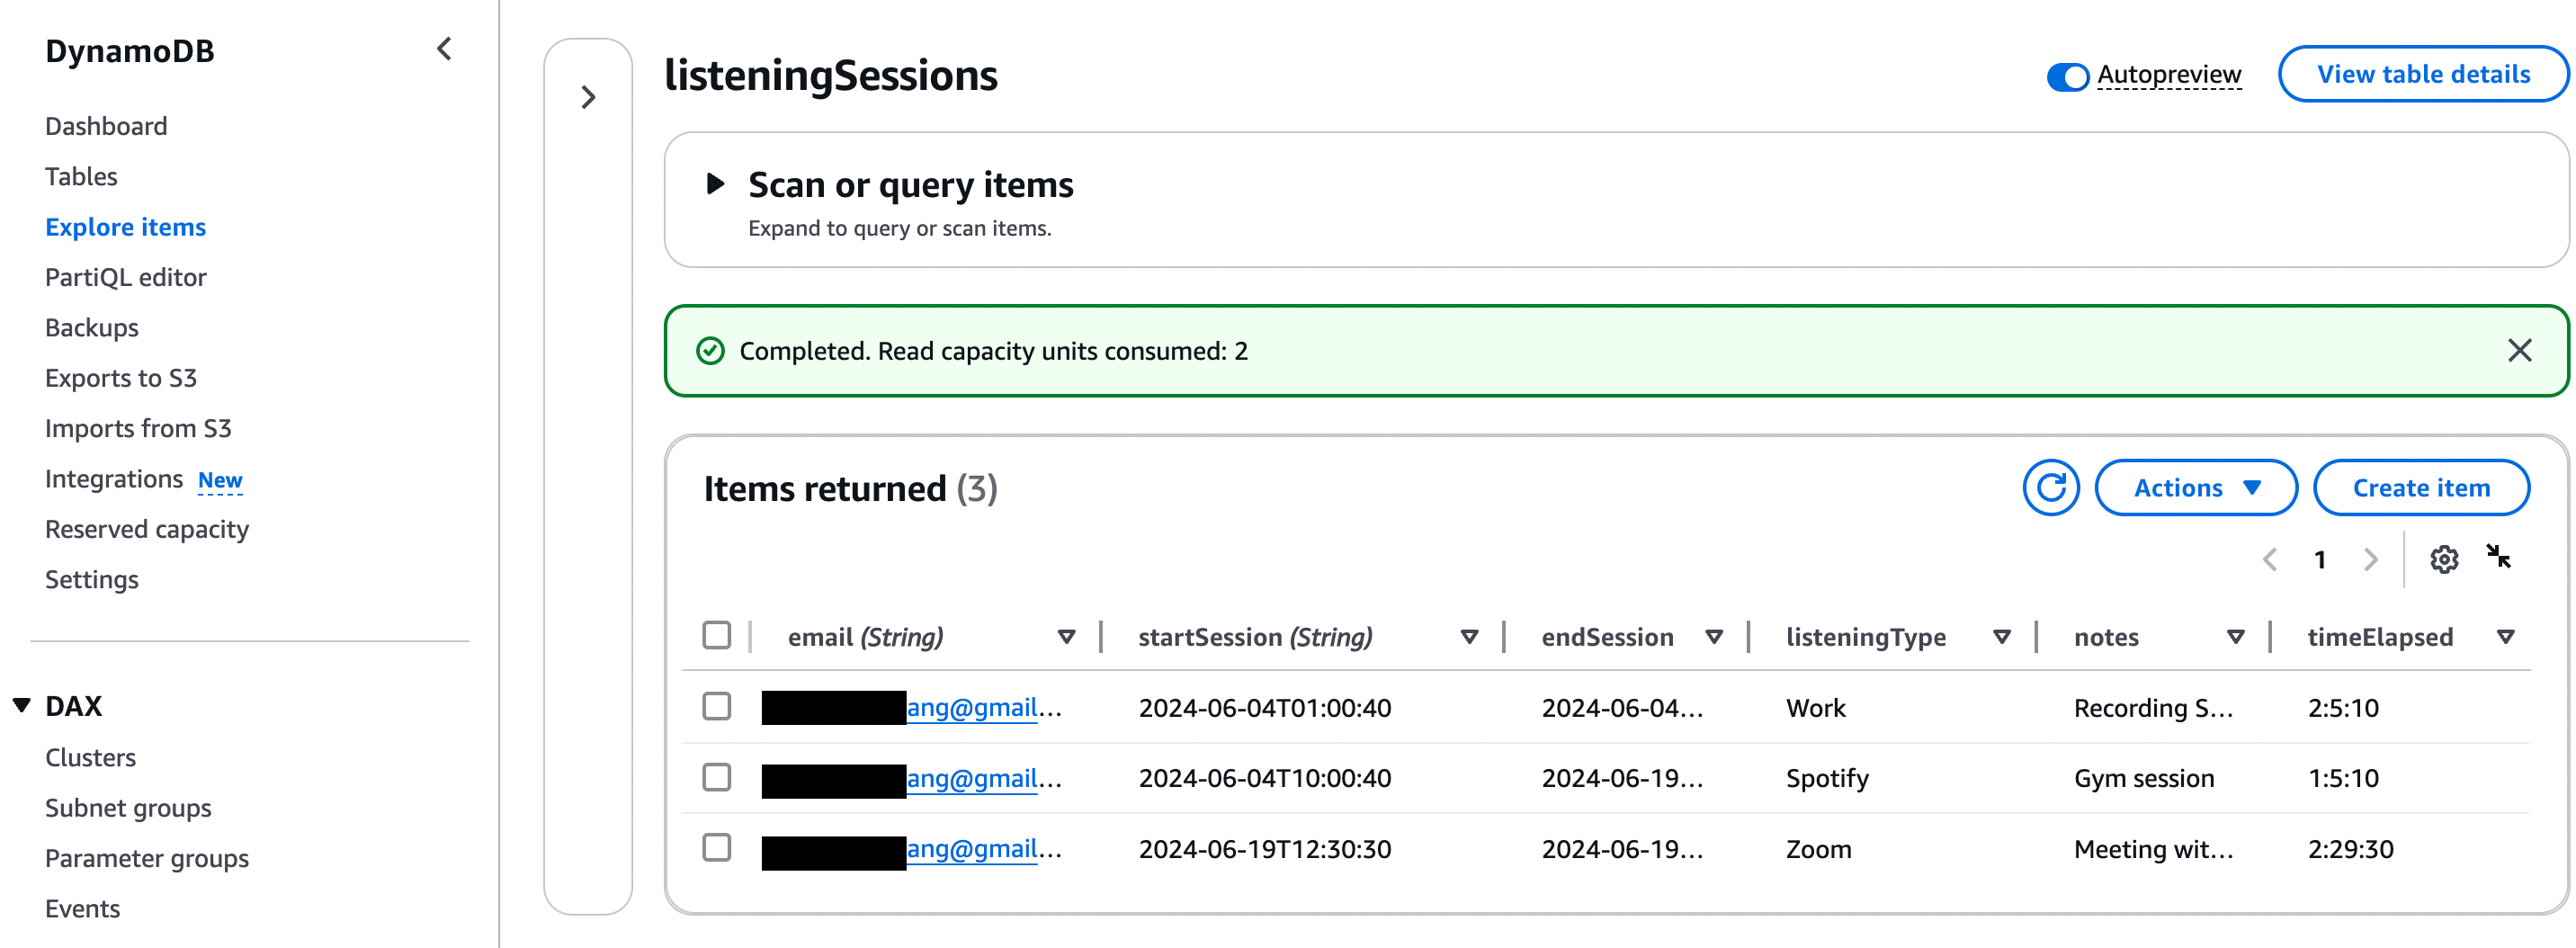 DynamoDB
Dashboard
Tables
Explore items
PartiQL editor
Backups
Exports to S3
Imports from S3
Integrations New
Reserved capacity
Settings
DAX
Clusters
Subnet groups
Parameter groups
Events
listeningSessions
Autopreview
View table details
Scan or query items
Expand to query or scan items.
Completed. Read capacity units consumed: 2
Items returned (3)
Actions
Create item
1
email (String) startSession (String) endSession listeningType notes timeElapsed
ang@gmail... 2024-06-04T01:00:40 2024-06-04... Work Recording S... 2:5:10
ang@gmail... 2024-06-04T10:00:40 2024-06-19... Spotify Gym session 1:5:10
ang@gmail... 2024-06-19T12:30:30 2024-06-19... Zoom Meeting wit... 2:29:30